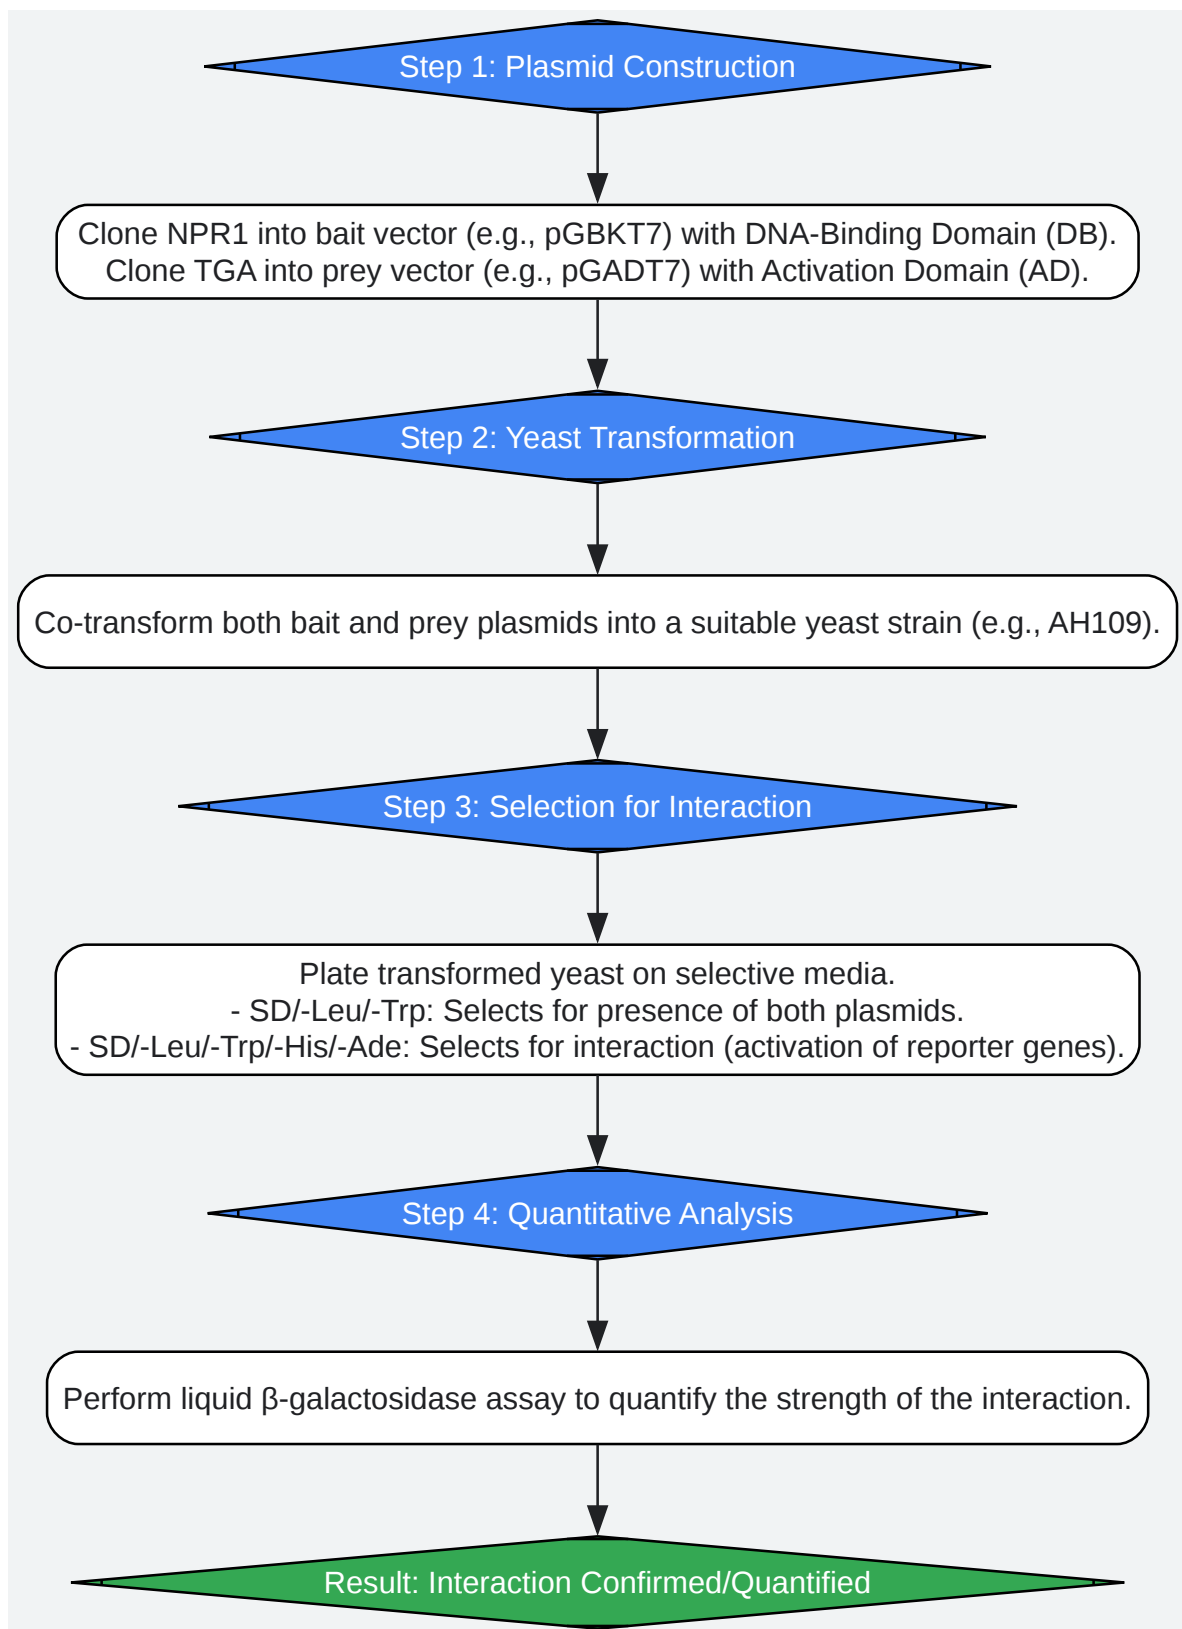 Step 1: Plasmid Construction
Clone NPR1 into bait vector (e.g., pGBKT7) with DNA-Binding Domain (DB).
Clone TGA into prey vector (e.g., pGADT7) with Activation Domain (AD).
Step 2: Yeast Transformation
Co-transform both bait and prey plasmids into a suitable yeast strain (e.g., AH109).
Step 3: Selection for Interaction
Plate transformed yeast on selective media.
- SD/-Leu/-Trp: Selects for presence of both plasmids.
- SD/-Leu/-Trp/-His/-Ade: Selects for interaction (activation of reporter genes).
Step 4: Quantitative Analysis
Perform liquid β-galactosidase assay to quantify the strength of the interaction.
Result: Interaction Confirmed/Quantified